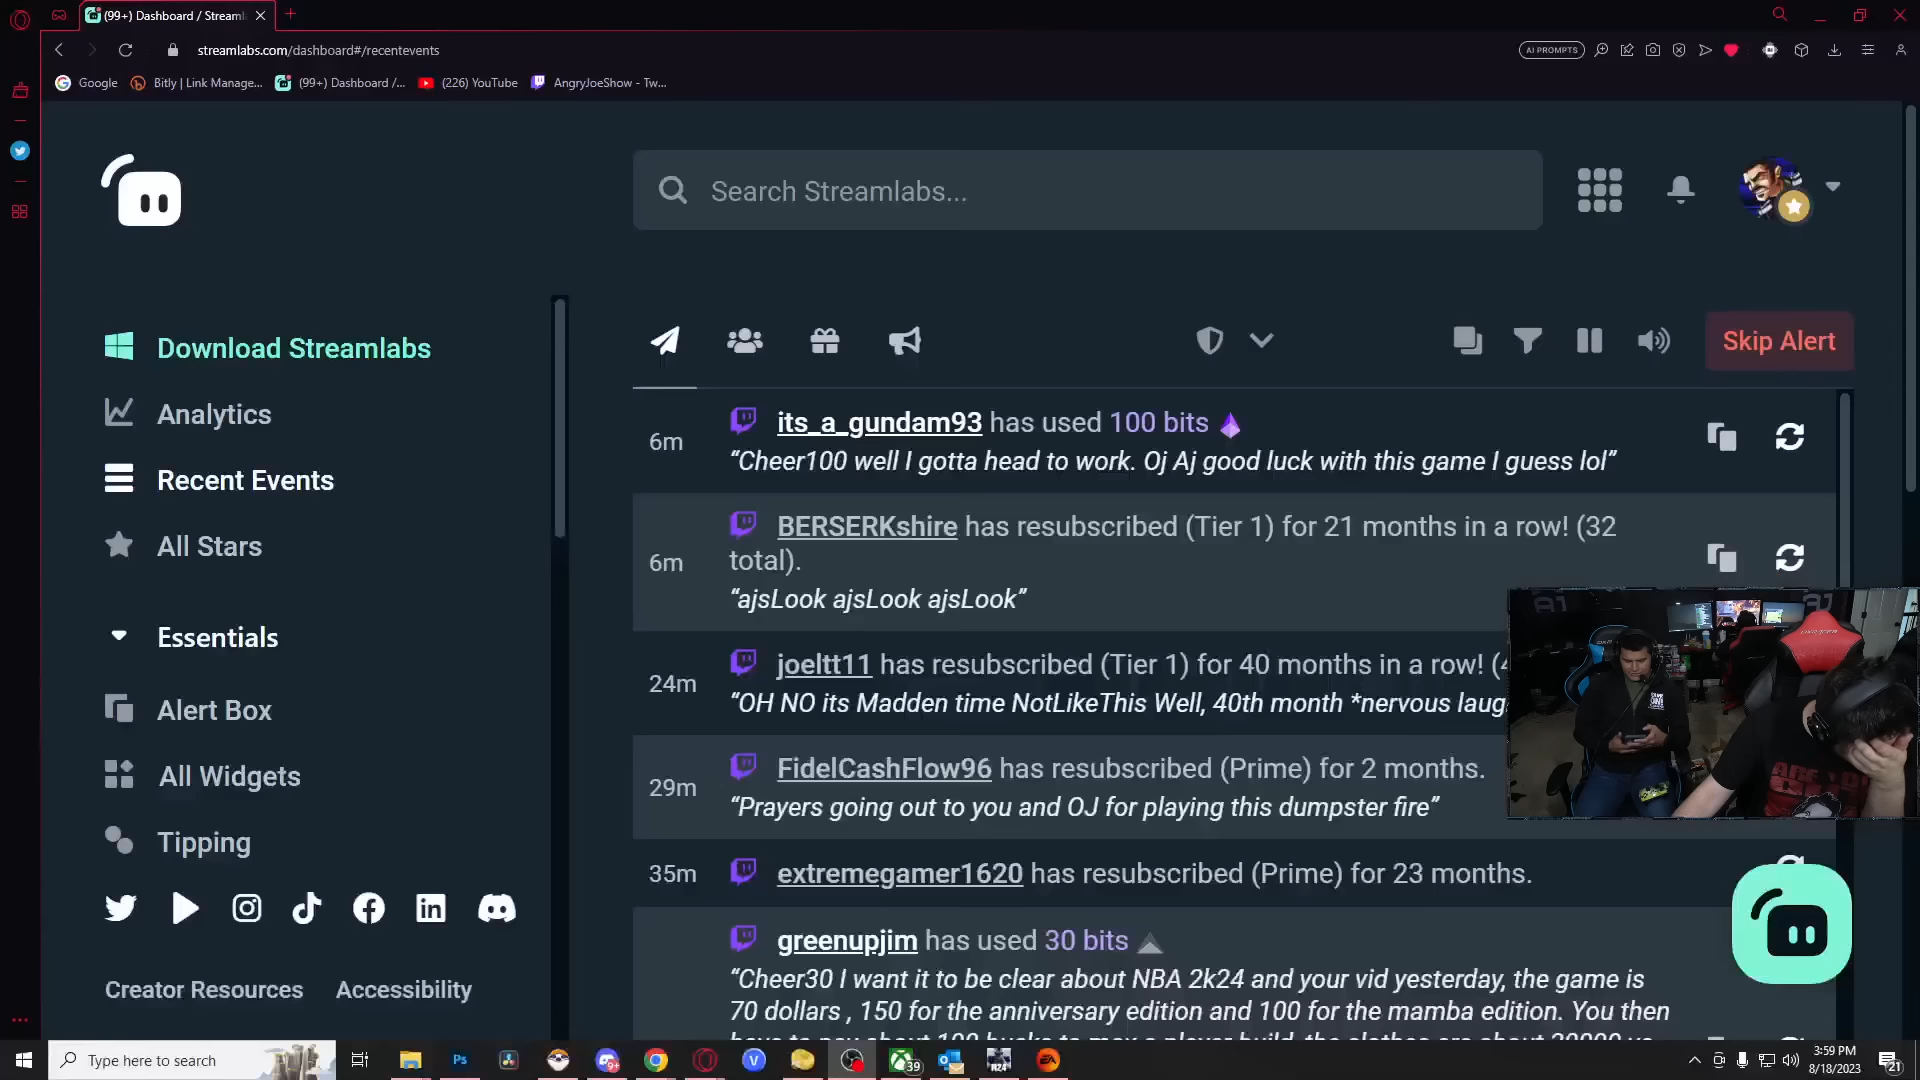 (99+) Dashboard / Streaml
streamlabs.com/dashboard#/recentevents
AI PROMPTS
Google
Bitly | Link Manage...
(99+) Dashboard /...
(226) YouTube
AngryJoeShow - Tw...
Search Streamlabs...
Download Streamlabs
Analytics
Recent Events
All Stars
Essentials
Alert Box
All Widgets
Tipping
Creator Resources
Accessibility
Skip Alert
6m
its_a_gundam93 has used 100 bits
“Cheer100 well I gotta head to work. Oj Aj good luck with this game I guess lol”
6m
BERSERKshire has resubscribed (Tier 1) for 21 months in a row! (32
total).
“ajsLook ajsLook ajsLook”
24m
joeltt11 has resubscribed (Tier 1) for 40 months in a row! (4
“OH NO its Madden time NotLikeThis Well, 40th month *nervous laug
29m
FidelCashFlow96 has resubscribed (Prime) for 2 months.
“Prayers going out to you and OJ for playing this dumpster fire”
35m
extremegamer1620 has resubscribed (Prime) for 23 months.
greenupjim has used 30 bits
“Cheer30 I want it to be clear about NBA 2k24 and your vid yesterday, the game is
70 dollars , 150 for the anniversary edition and 100 for the mamba edition. You then
Type here to search
Ps
9+
V
39
EA
3:59 PM
8/18/2023
21